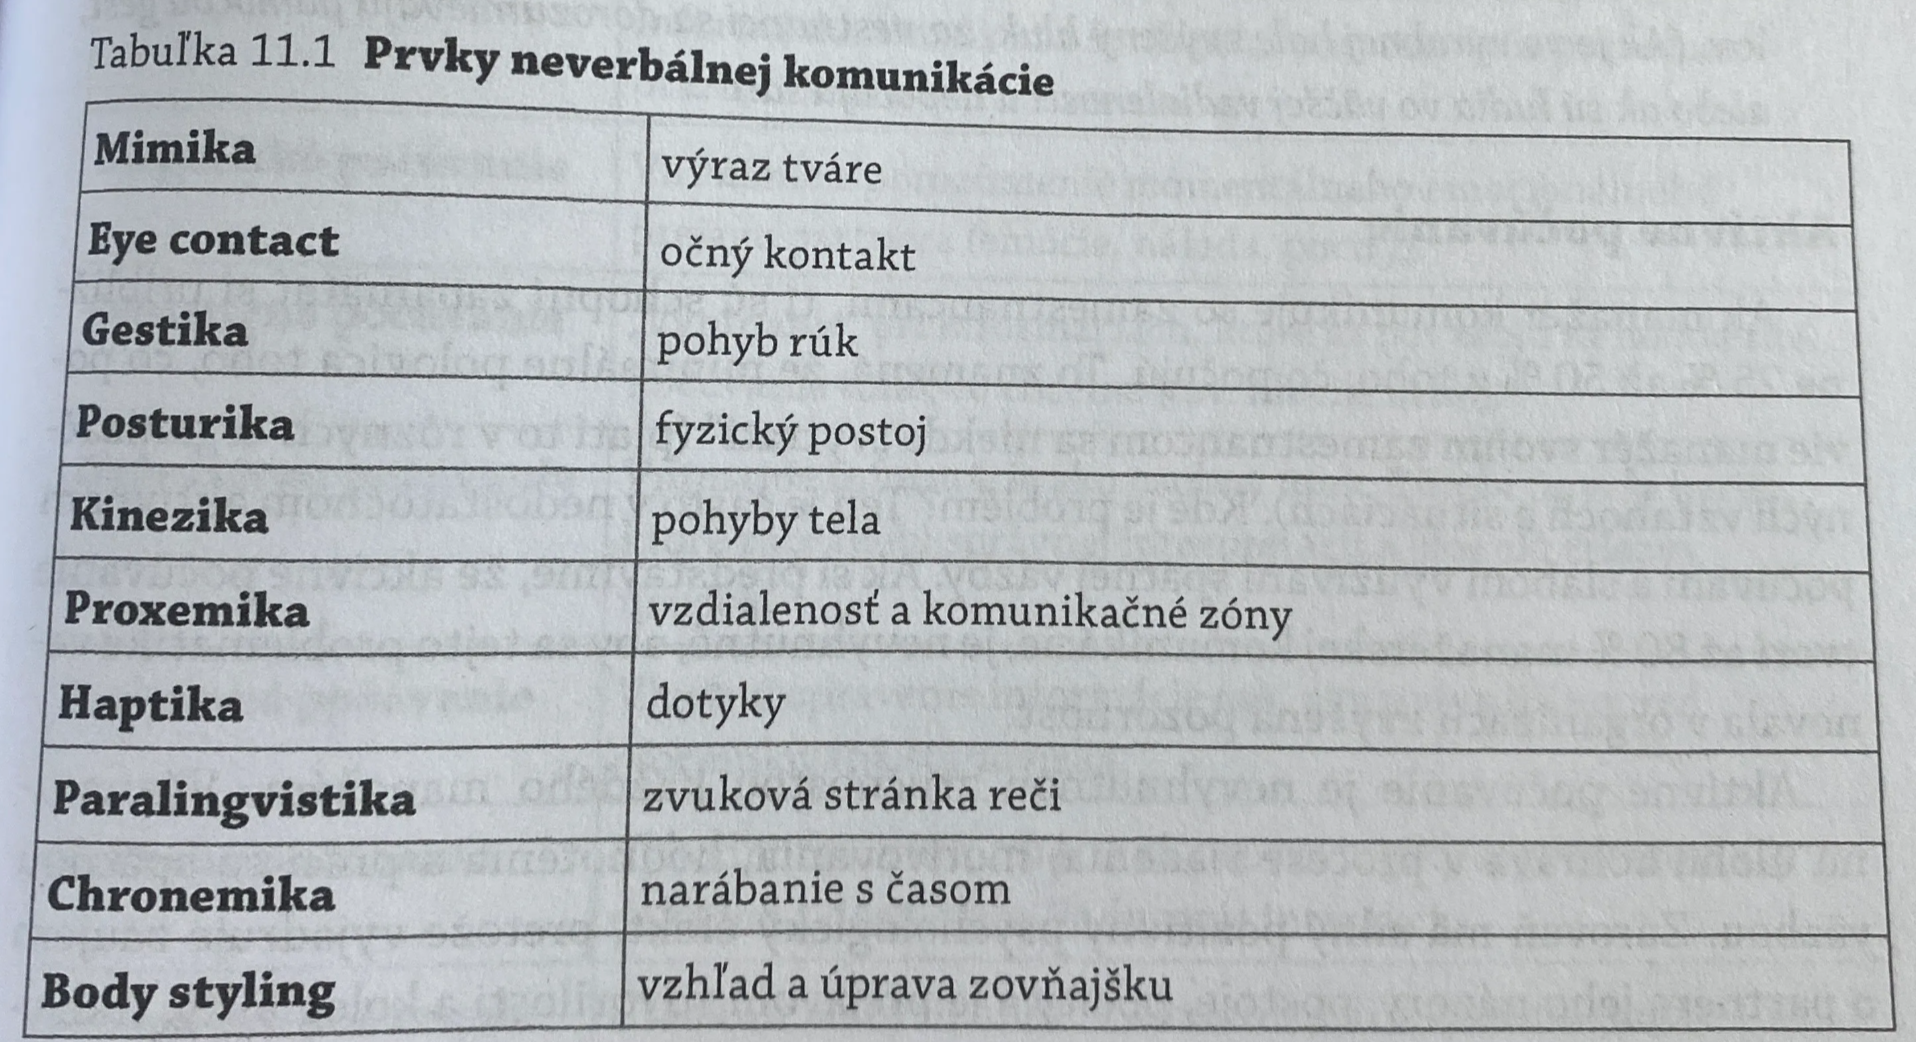 Tabuľka 11.1 Prvky neverbálnej komunikácie
Mimika výraz tváre
Eye contact očný kontakt
Gestika pohyb rúk
Posturika fyzický postoj
Kinezika pohyby tela
Proxemika vzdialenosť a komunikačné zóny
Haptika dotyky
Paralingvistika zvuková stránka reči
Chronemika narábanie s časom
Body styling vzhľad a úprava zovňajšku